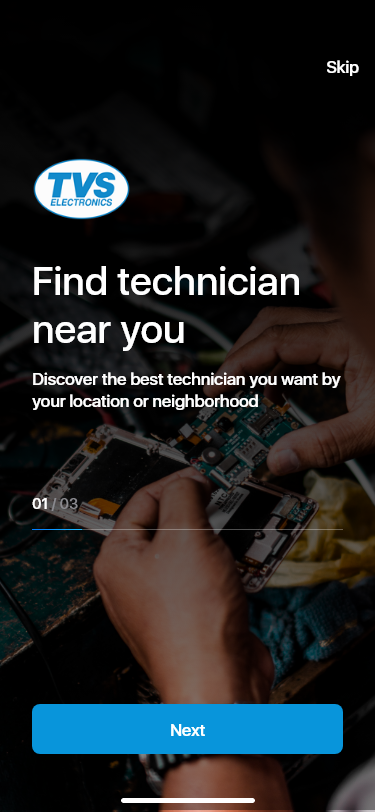 Skip
TVS
ELECTRONICS
Find technician
near you
Discover the best technician you want by
your location or neighborhood
01 / 03
Next